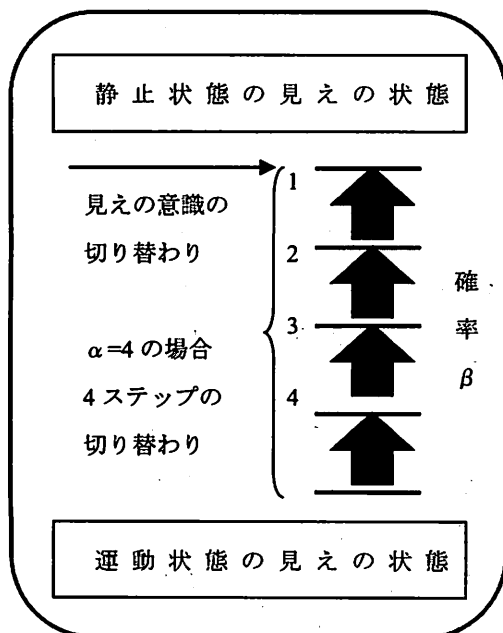 静止状態の見えの状態
見えの意識の
切り替わり
α=4の場合
4ステップの
切り替わり
1
2
3
4
確
率
β
運動状態の見えの状態